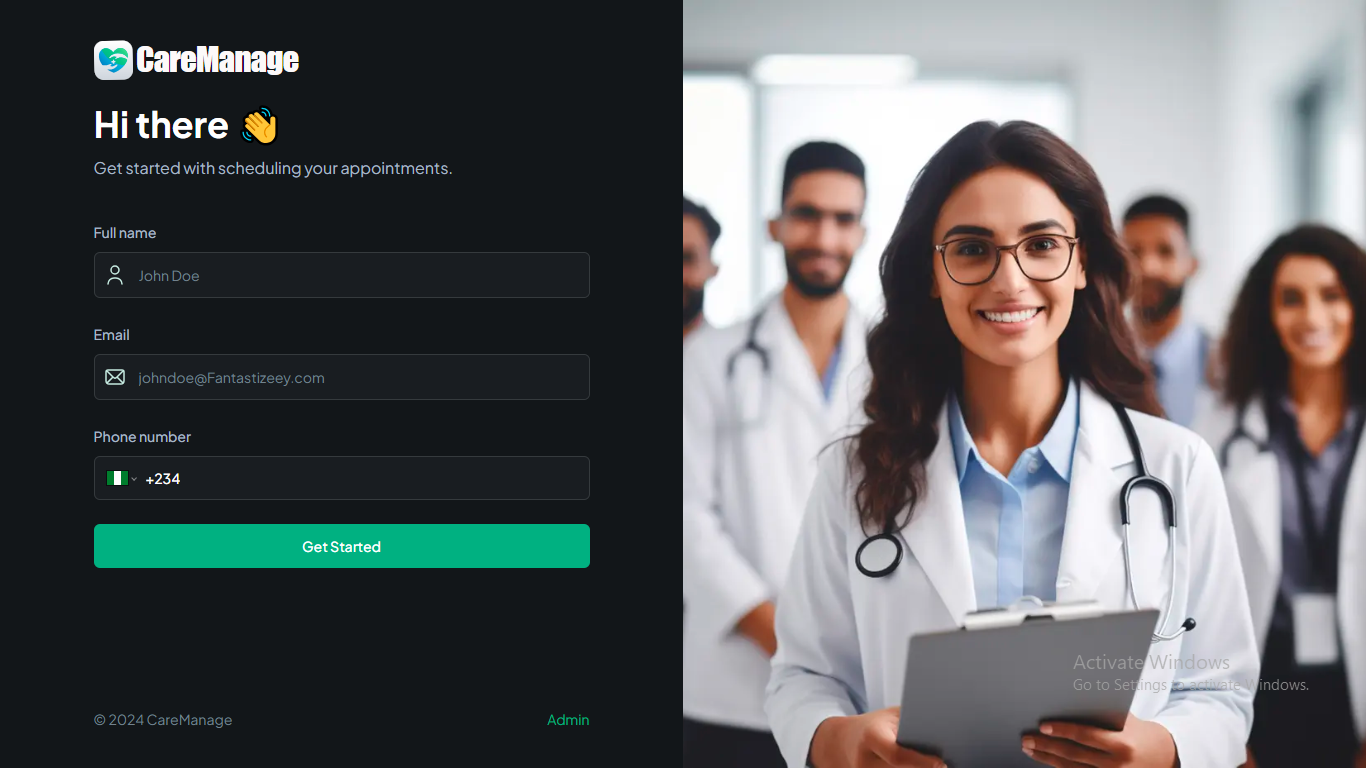 CareManage
Hi there 👋
Get started with scheduling your appointments.
Full name
John Doe
Email
johndoe@Fantastizeey.com
Phone number
+234
Get Started
© 2024 CareManage
Admin
Activate Windows
Go to Settings to activate Windows.